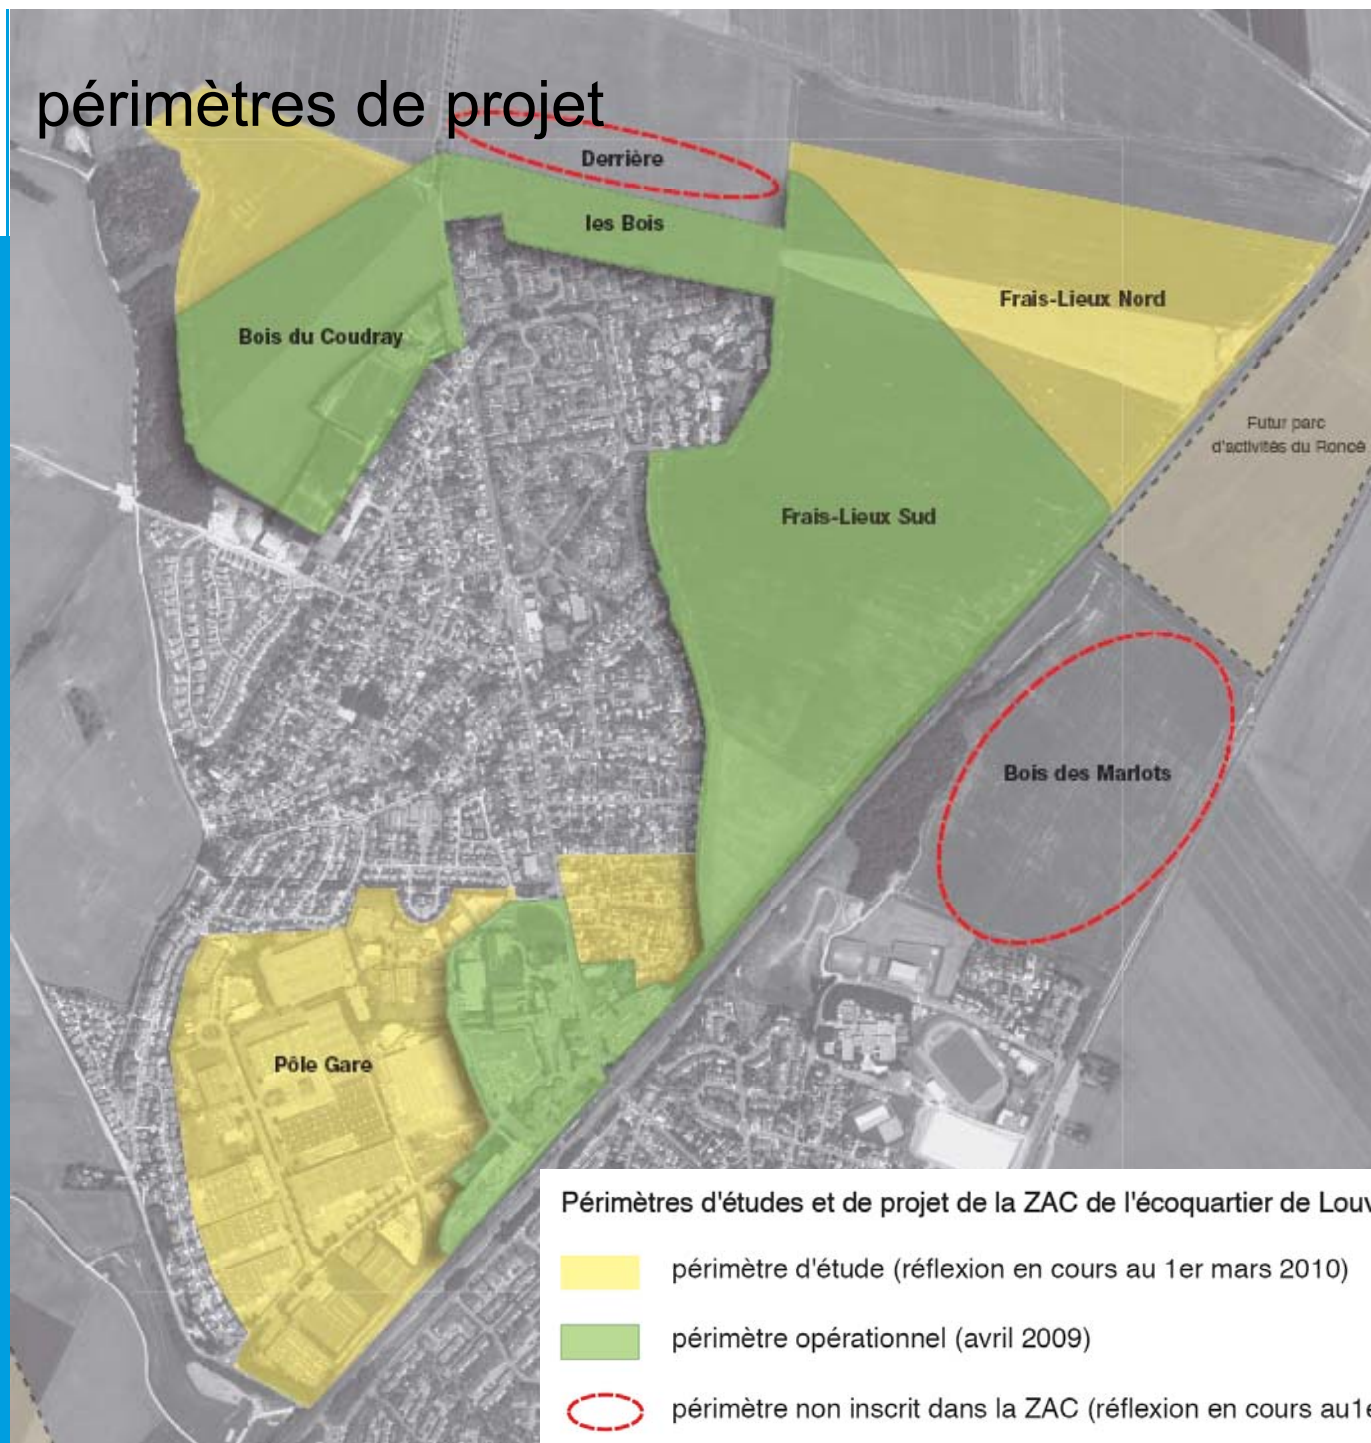 périmètres de projet
Derrière
les Bois
Frais-Lieux Nord
Bois du Coudray
Futur parc
d'activités du Roncé
Frais-Lieux Sud
Bois des Marlots
Pôle Gare
Périmètres d'études et de projet de la ZAC de l'écoquartier de Louv
périmètre d'étude (réflexion en cours au 1er mars 2010)
périmètre opérationnel (avril 2009)
périmètre non inscrit dans la ZAC (réflexion en cours au1e